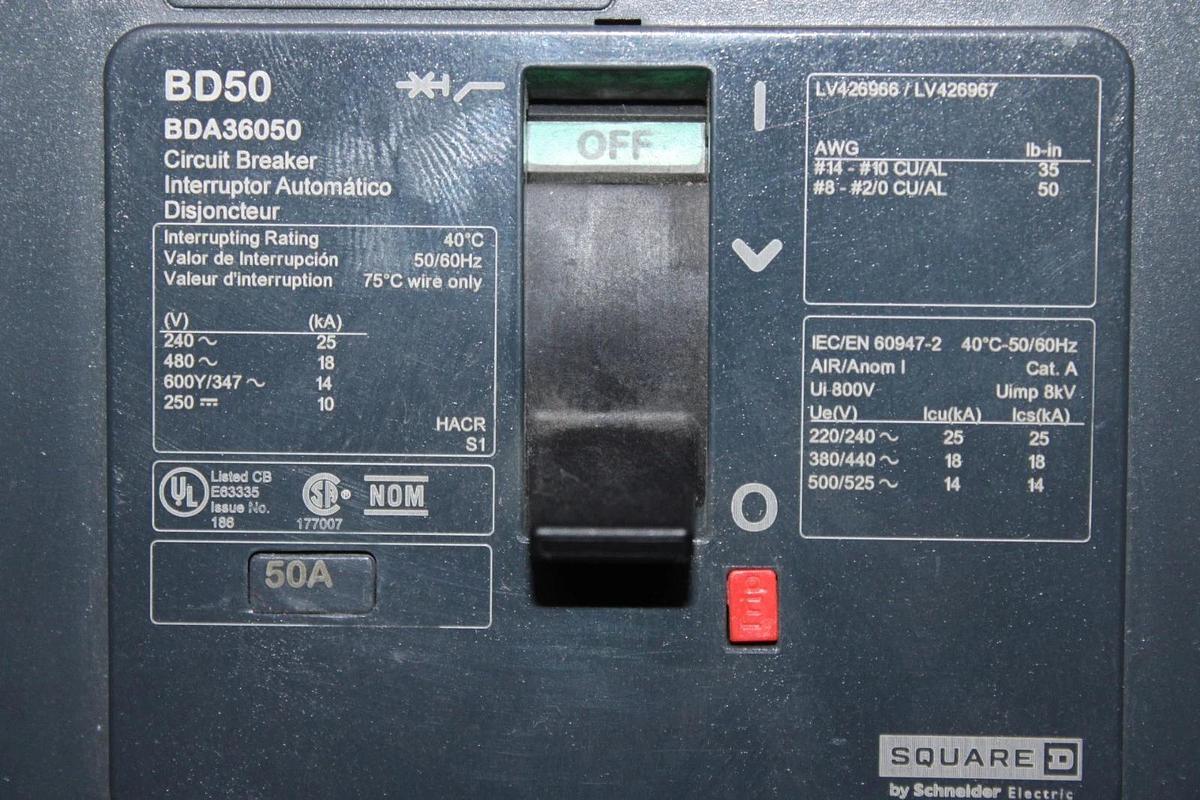 BD50
BDA36050
Circuit Breaker
Interruptor Automático
Disjoncteur
Interrupting Rating 40°C
Valor de Interrupción 50/60Hz
Valeur d'interruption 75°C wire only
(V) (kA)
240 ~ 25
480 ~ 18
600Y/347 ~ 14
250 ⎓ 10
HACR
S1
UL
Listed CB
E63335
Issue No.
186
SA ®
177007
NOM
50A
OFF
I
O
Trip
LV426966 / LV426967
AWG lb-in
#14 - #10 CU/AL 35
#8 - #2/0 CU/AL 50
IEC/EN 60947-2 40°C-50/60Hz
AIR/Anom I Cat. A
Ui 800V Uimp 8kV
Ue(V) Icu(kA) Ics(kA)
220/240 ~ 25 25
380/440 ~ 18 18
500/525 ~ 14 14
SQUARE D
by Schneider Electric